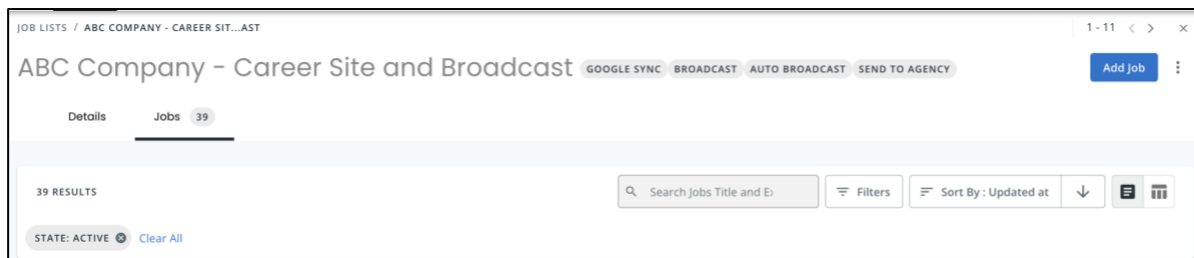 JOB LISTS / ABC COMPANY - CAREER SIT...AST 1 - 11
ABC Company - Career Site and Broadcast GOOGLE SYNC BROADCAST AUTO BROADCAST SEND TO AGENCY Add Job
Details Jobs 39
39 RESULTS Search Jobs Title and E Filters Sort By : Updated at
STATE: ACTIVE Clear All